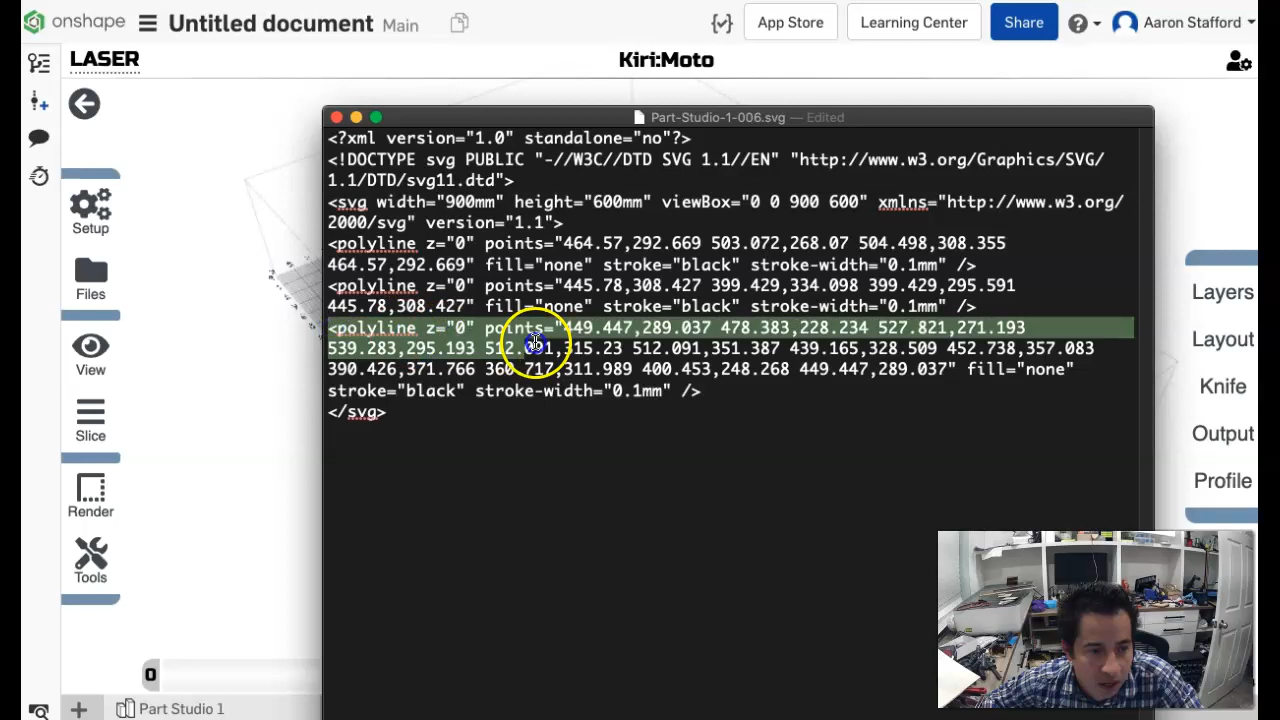 onshape Untitled document Main App Store Learning Center Share Aaron Stafford
LASER Kiri:Moto
Part-Studio-1-006.svg — Edited
<?xml version="1.0" standalone="no"?>
<!DOCTYPE svg PUBLIC "-//W3C//DTD SVG 1.1//EN" "http://www.w3.org/Graphics/SVG/
1.1/DTD/svg11.dtd">
<svg width="900mm" height="600mm" viewBox="0 0 900 600" xmlns="http://www.w3.org/
2000/svg" version="1.1">
<polyline z="0" points="464.57,292.669 503.072,268.07 504.498,308.355
464.57,292.669" fill="none" stroke="black" stroke-width="0.1mm" />
<polyline z="0" points="445.78,308.427 399.429,334.098 399.429,295.591
445.78,308.427" fill="none" stroke="black" stroke-width="0.1mm" />
<polyline z="0" points="449.447,289.037 478.383,228.234 527.821,271.193
539.283,295.193 512.091,315.23 512.091,351.387 439.165,328.509 452.738,357.083
390.426,371.766 360.717,311.989 400.453,248.268 449.447,289.037" fill="none"
stroke="black" stroke-width="0.1mm" />
</svg>
Setup
Files
View
Slice
Render
Tools
Layers
Layout
Knife
Output
Profile
0
Part Studio 1